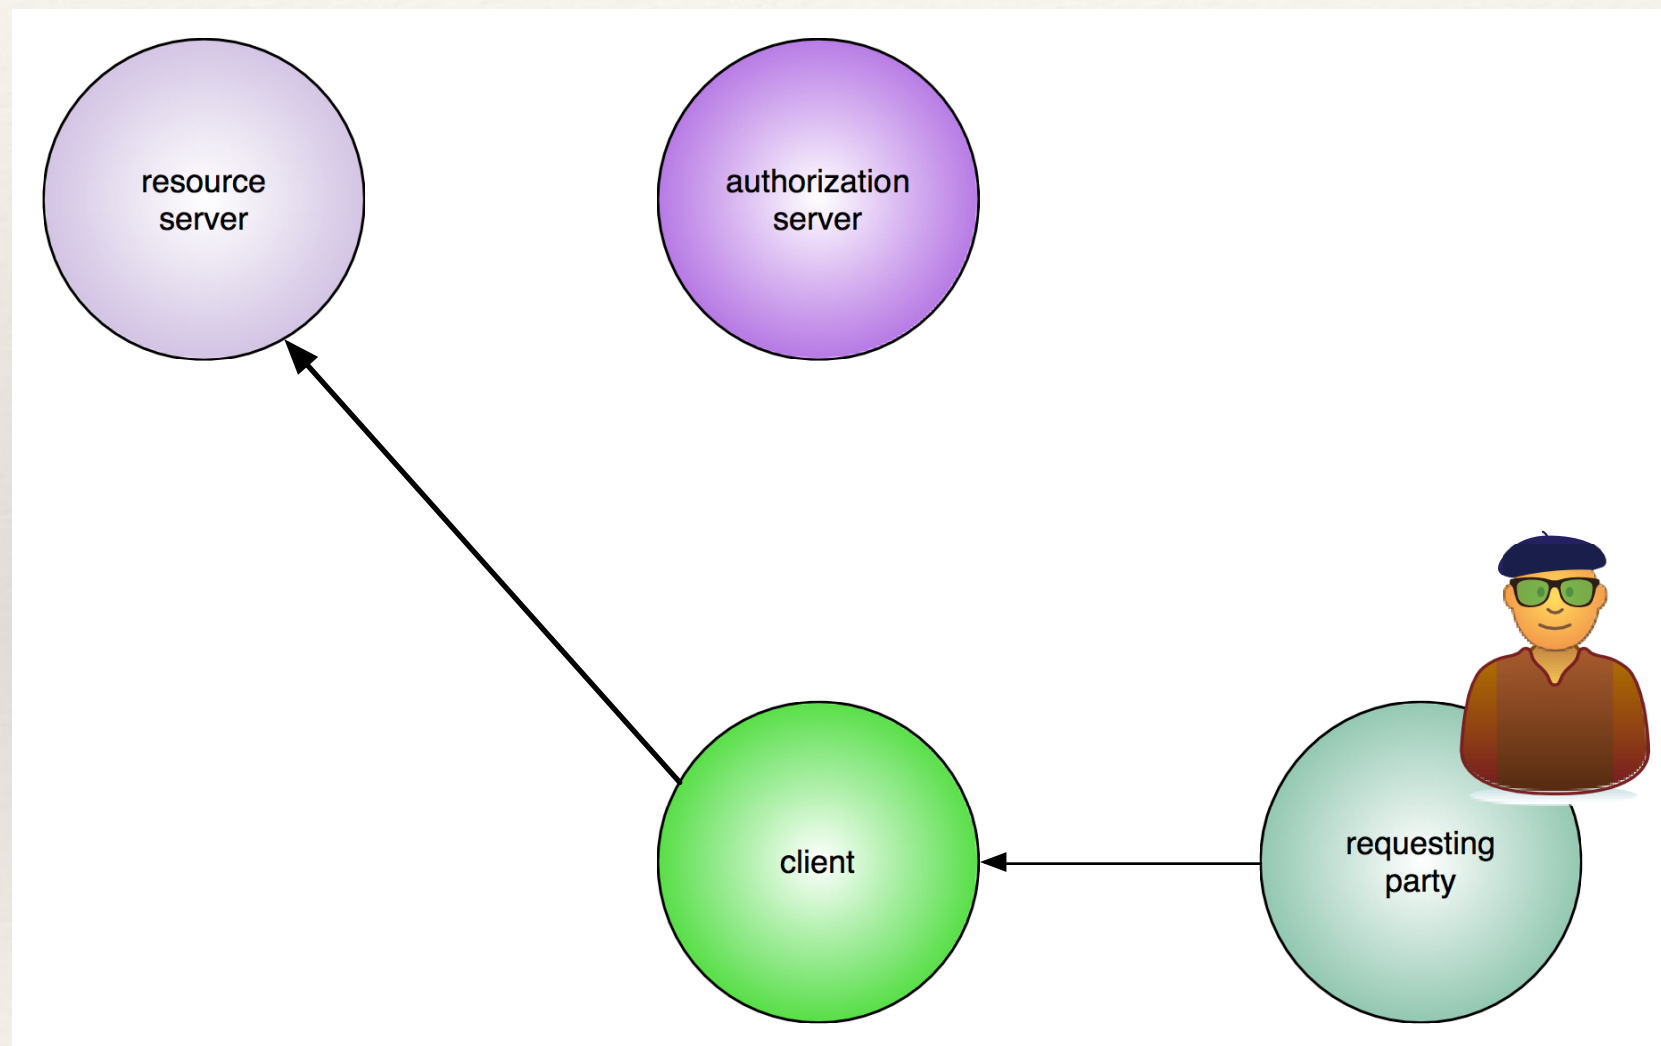 resource
server
authorization
server
client
requesting
party